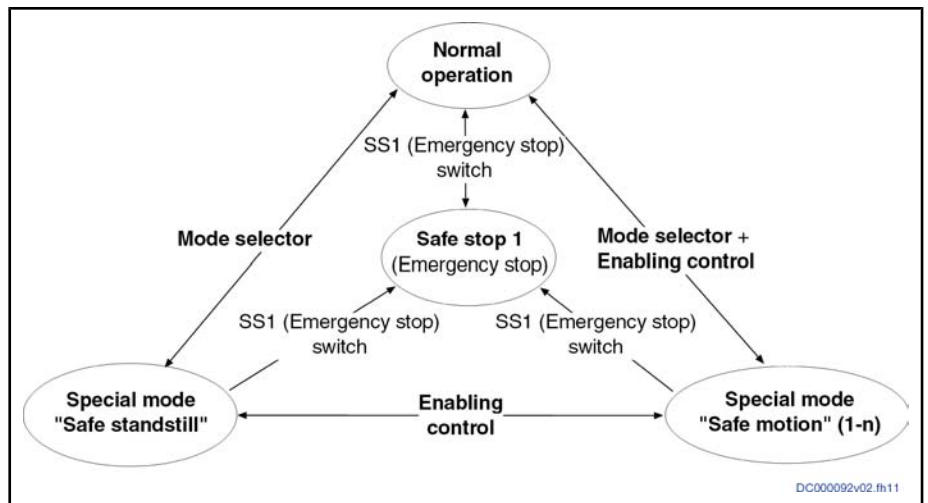 Normal
operation
SS1 (Emergency stop)
switch
Mode selector
Safe stop 1
(Emergency stop)
Mode selector +
Enabling control
SS1 (Emergency stop)
switch
SS1 (Emergency stop)
switch
Special mode
"Safe standstill"
Enabling
control
Special mode
"Safe motion" (1-n)
DC000092v02.fh11